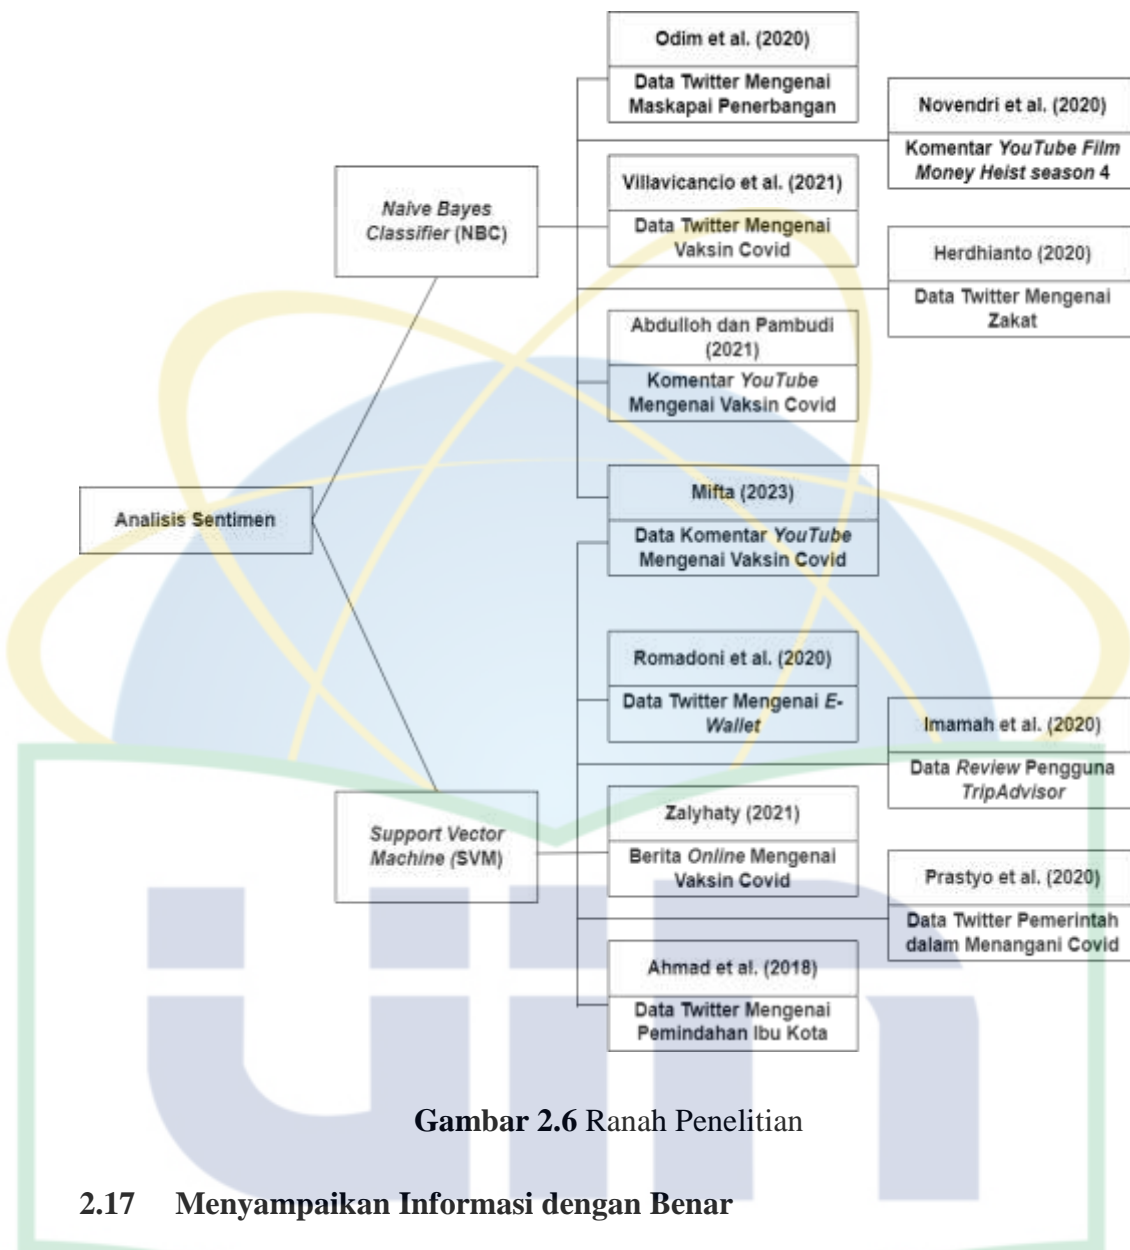 Odim et al. (2020)
Data Twitter Mengenai
Maskapai Penerbangan
Novendri et al. (2020)
Komentar YouTube Film
Money Heist season 4
Naïve Bayes
Classifier (NBC)
Villavicancio et al. (2021)
Data Twitter Mengenai
Vaksin Covid
Herdhianto (2020)
Data Twitter Mengenai
Zakat
Abdulloh dan Pambudi
(2021)
Komentar YouTube
Mengenai Vaksin Covid
Analisis Sentimen
Mifta (2023)
Data Komentar YouTube
Mengenai Vaksin Covid
Romadoni et al. (2020)
Data Twitter Mengenai E-
Wallet
Imamah et al. (2020)
Data Review Pengguna
TripAdvisor
Support Vector
Machine (SVM)
Zalyhaty (2021)
Berita Online Mengenai
Vaksin Covid
Prastyo et al. (2020)
Data Twitter Pemerintah
dalam Menangani Covid
Ahmad et al. (2018)
Data Twitter Mengenai
Pemindahan Ibu Kota
uin
Gambar 2.6 Ranah Penelitian
2.17 Menyampaikan Informasi dengan Benar